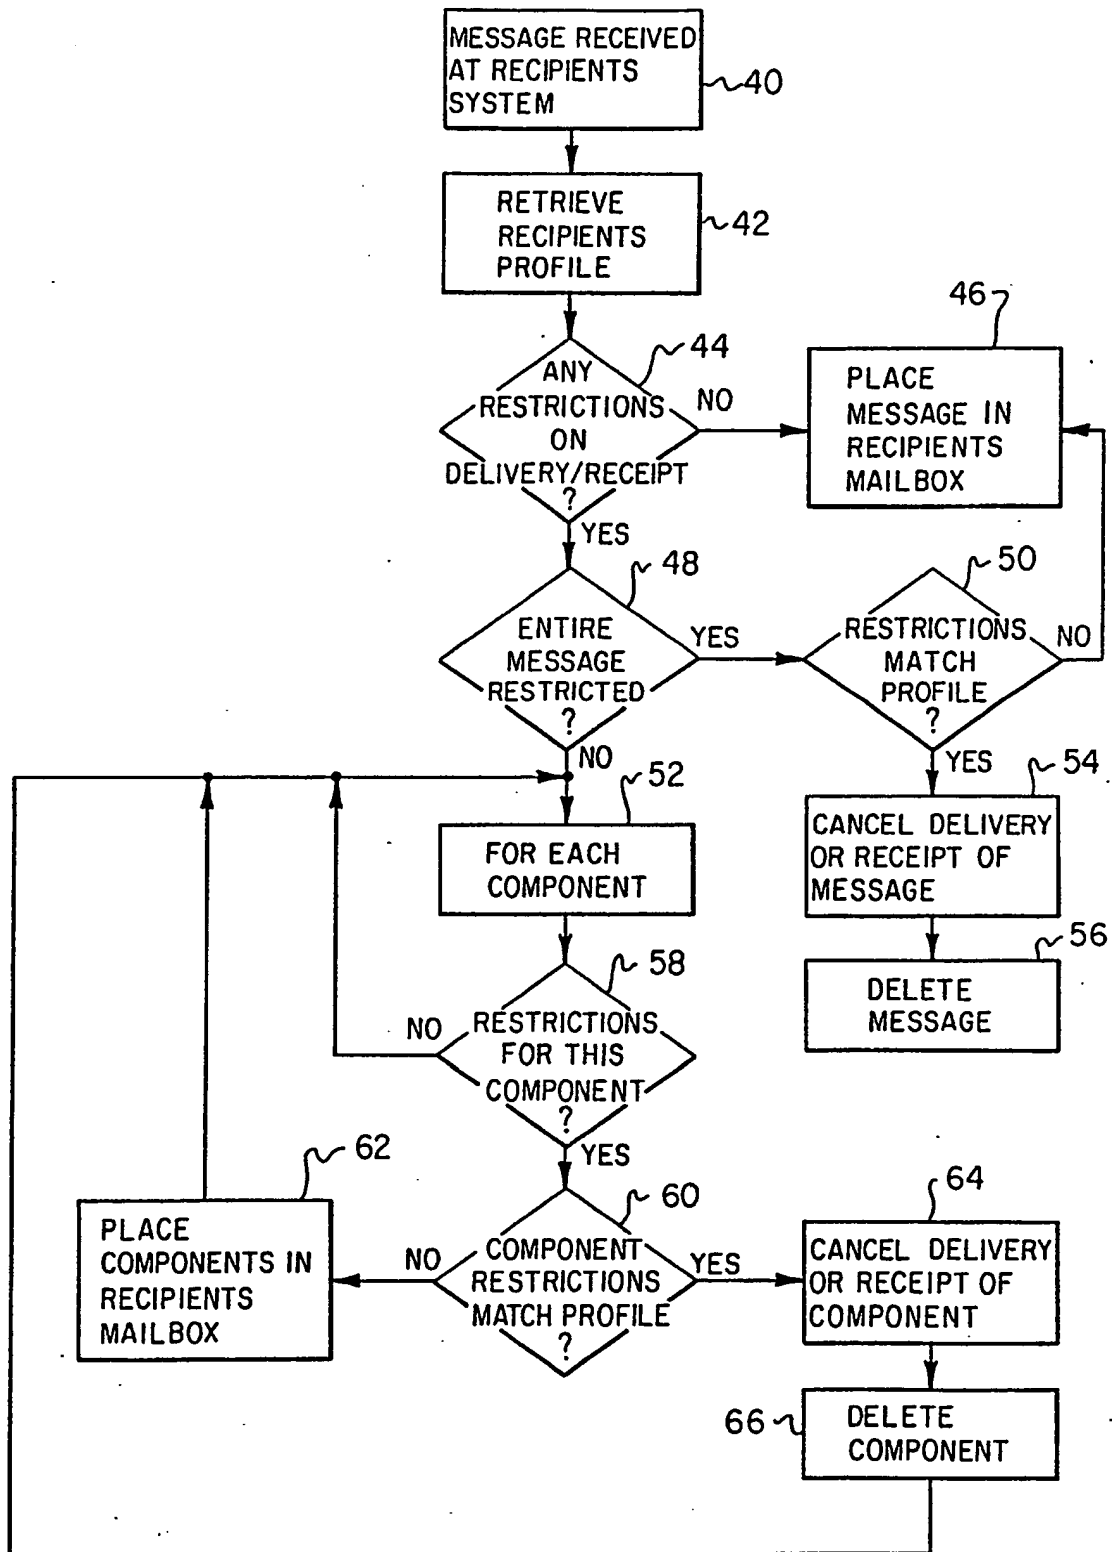 MESSAGE RECEIVED
AT RECIPIENTS
SYSTEM
40
RETRIEVE
RECIPIENTS
PROFILE
42
44
ANY
RESTRICTIONS
ON
DELIVERY/RECEIPT
?
NO
YES
46
PLACE
MESSAGE IN
RECIPIENTS
MAILBOX
48
ENTIRE
MESSAGE
RESTRICTED
?
YES
NO
50
RESTRICTIONS
MATCH
PROFILE
?
NO
YES
52
FOR EACH
COMPONENT
54
CANCEL DELIVERY
OR RECEIPT OF
MESSAGE
56
DELETE
MESSAGE
58
RESTRICTIONS
FOR THIS
COMPONENT
?
NO
YES
60
COMPONENT
RESTRICTIONS
MATCH PROFILE
?
NO
YES
62
PLACE
COMPONENTS IN
RECIPIENTS
MAILBOX
64
CANCEL DELIVERY
OR RECEIPT OF
COMPONENT
66
DELETE
COMPONENT